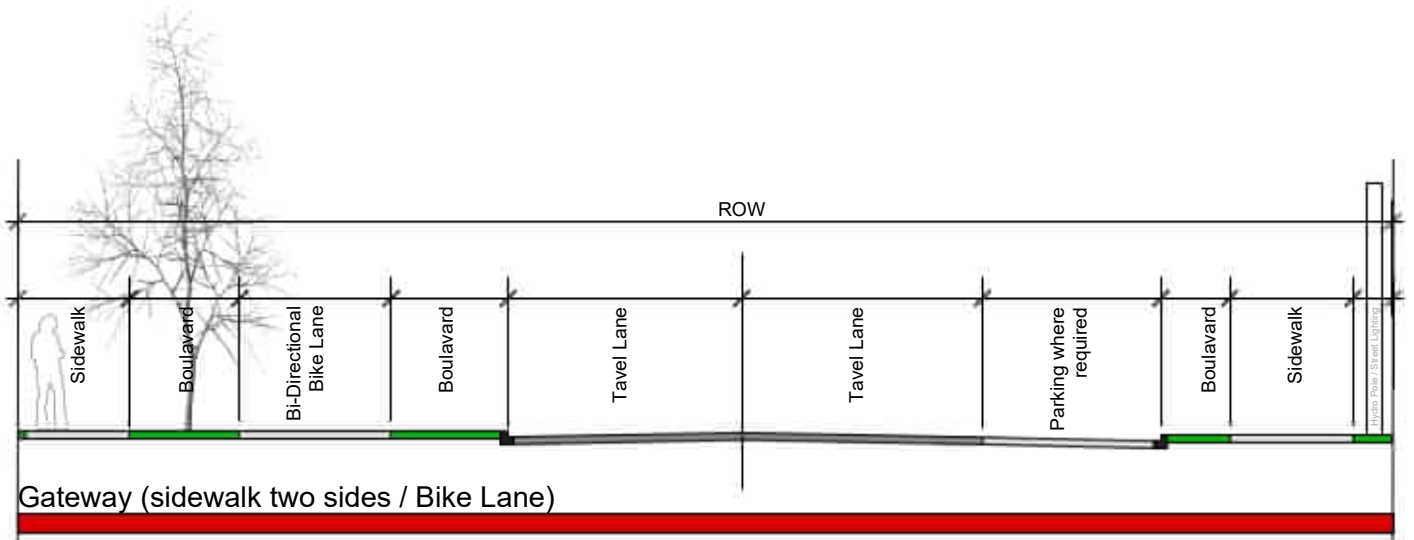 ROW
Sidewalk
Boulavard
Bi-Directional
Bike Lane
Boulavard
Tavel Lane
Tavel Lane
Parking where
required
Boulavard
Sidewalk
Hydro Pole / Street Lighting
Gateway (sidewalk two sides / Bike Lane)